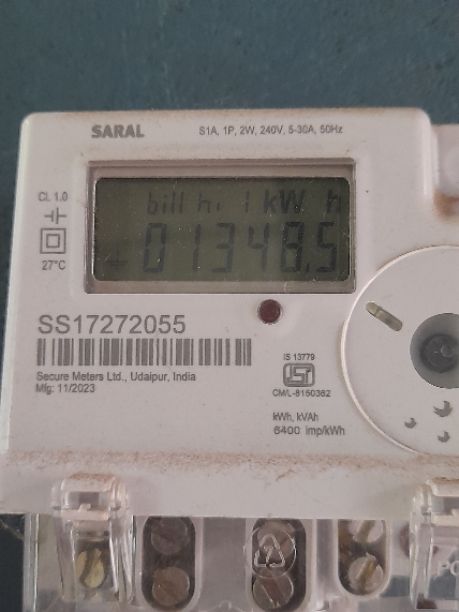 SARAL
S1A, 1P, 2W, 240V, 5-30A, 50Hz
Cl. 1.0
bill hi 1 kW h
01348.5
27°C
SS17272055
Secure Meters Ltd., Udaipur, India
Mfg: 11/2023
IS 13779
CM/L-8150362
kWh, kVAh
6400 imp/kWh